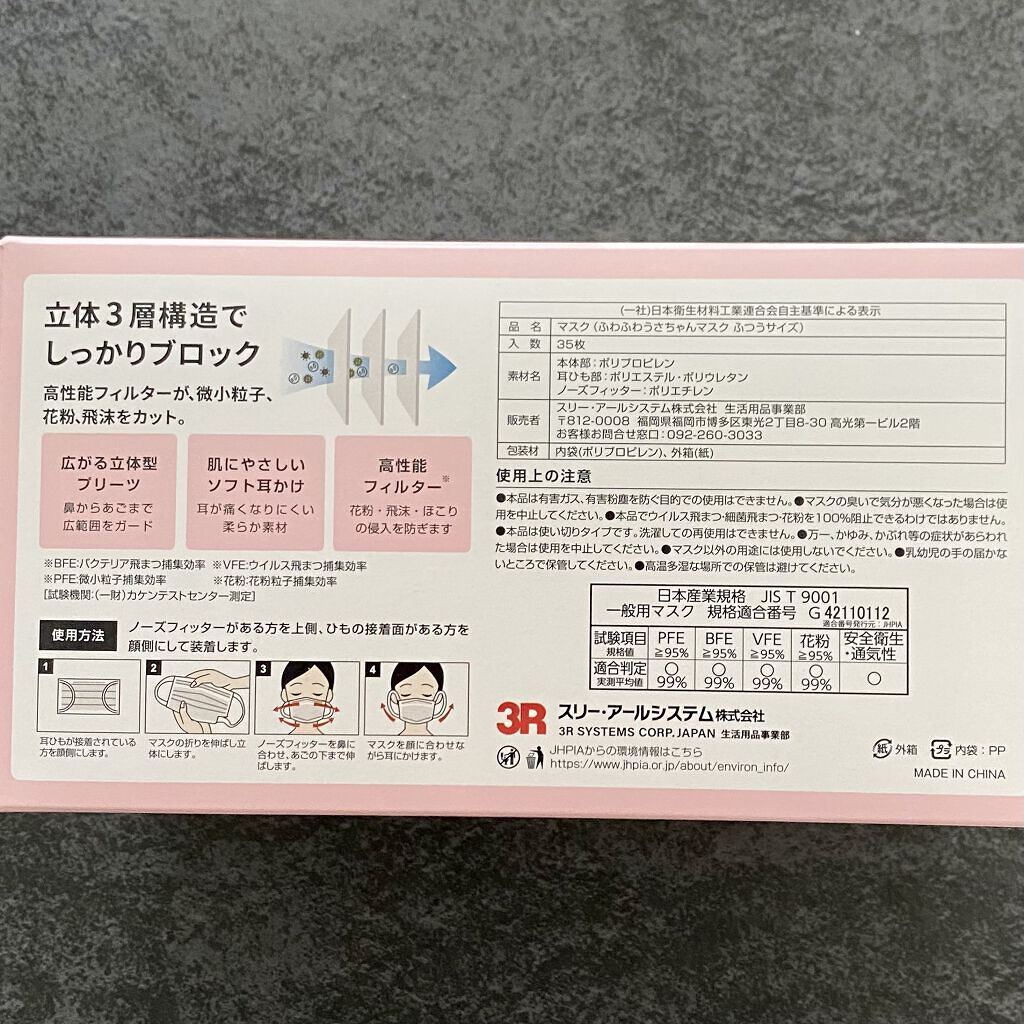 立体3層構造で
しっかりブロック
高性能フィルターが、微小粒子、
花粉、飛沫をカット。
広がる立体型
プリーツ
鼻からあごまで
広範囲をガード
肌にやさしい
ソフト耳かけ
耳が痛くなりにくい
柔らか素材
高性能
フィルター※
花粉・飛沫・ほこり
の侵入を防ぎます
※BFE:バクテリア飛まつ捕集効率 ※VFE:ウイルス飛まつ捕集効率
※PFE:微小粒子捕集効率 ※花粉:花粉粒子捕集効率
[試験機関:(一財)カケンテストセンター測定]
使用方法
ノーズフィッターがある方を上側、ひもの接着面がある方を
顔側にして装着します。
1
耳ひもが接着されている
方を顔側にします。
2
マスクの折りを伸ばし立
体にします。
3
ノーズフィッターを鼻に
合わせ、あごの下まで伸
ばします。
4
マスクを顔に合わせな
がら耳にかけます。
(一社)日本衛生材料工業連合会自主基準による表示
品 名 マスク(ふわふわうさちゃんマスク ふつうサイズ)
入 数 35枚
素材名
本体部:ポリプロピレン
耳ひも部:ポリエステル・ポリウレタン
ノーズフィッター:ポリエチレン
販売者
スリー・アールシステム株式会社 生活用品事業部
〒812-0008 福岡県福岡市博多区東光2丁目8-30 高光第一ビル2階
お客様お問合せ窓口:092-260-3033
包装材 内袋(ポリプロピレン)、外箱(紙)
使用上の注意
●本品は有害ガス、有害粉塵を防ぐ目的での使用はできません。●マスクの臭いで気分が悪くなった場合は使
用を中止してください。●本品でウイルス飛まつ・細菌飛まつ・花粉を100%阻止できるわけではありません。
●本品は使い切りタイプです。洗濯しての再使用はできません。●万一、かゆみ、かぶれ等の症状があらわれ
た場合は使用を中止してください。●マスク以外の用途には使用しないでください。●乳幼児の手の届かな
いところで保管してください。●高温多湿な場所での保管は避けてください。
日本産業規格 JIS T 9001
一般用マスク 規格適合番号 G 42110112
適合番号発行元:JHPIA
試験項目 PFE BFE VFE 花粉 安全衛生
規格値 ≧95% ≧95% ≧95% ≧95% ・通気性
適合判定 ○ ○ ○ ○ ○
実測平均値 99% 99% 99% 99%
3R スリー・アールシステム株式会社
3R SYSTEMS CORP.JAPAN 生活用品事業部
JHPIAからの環境情報はこちら
https://www.jhpia.or.jp/about/environ_info/
紙 外箱 プラ 内袋:PP
MADE IN CHINA